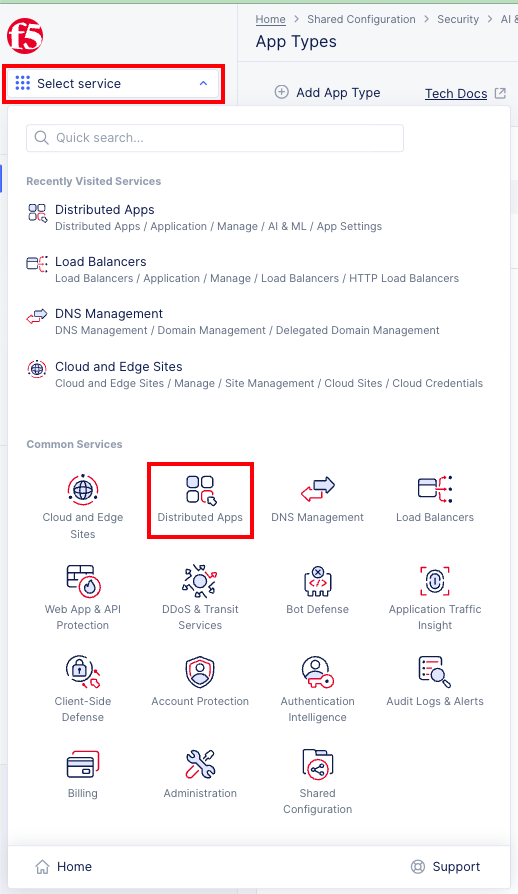 f5
Home > Shared Configuration > Security > AI &
App Types
Select service
Add App Type
Tech Docs
Quick search...
Recently Visited Services
Distributed Apps
Distributed Apps / Application / Manage / AI & ML / App Settings
Load Balancers
Load Balancers / Application / Manage / Load Balancers / HTTP Load Balancers
DNS Management
DNS Management / Domain Management / Delegated Domain Management
Cloud and Edge Sites
Cloud and Edge Sites / Manage / Site Management / Cloud Sites / Cloud Credentials
Common Services
Cloud and Edge
Sites
Distributed Apps
DNS Management
Load Balancers
Web App & API
Protection
DDoS & Transit
Services
Bot Defense
Application Traffic
Insight
Client-Side
Defense
Account Protection
Authentication
Intelligence
Audit Logs & Alerts
Billing
Administration
Shared
Configuration
Home
Support